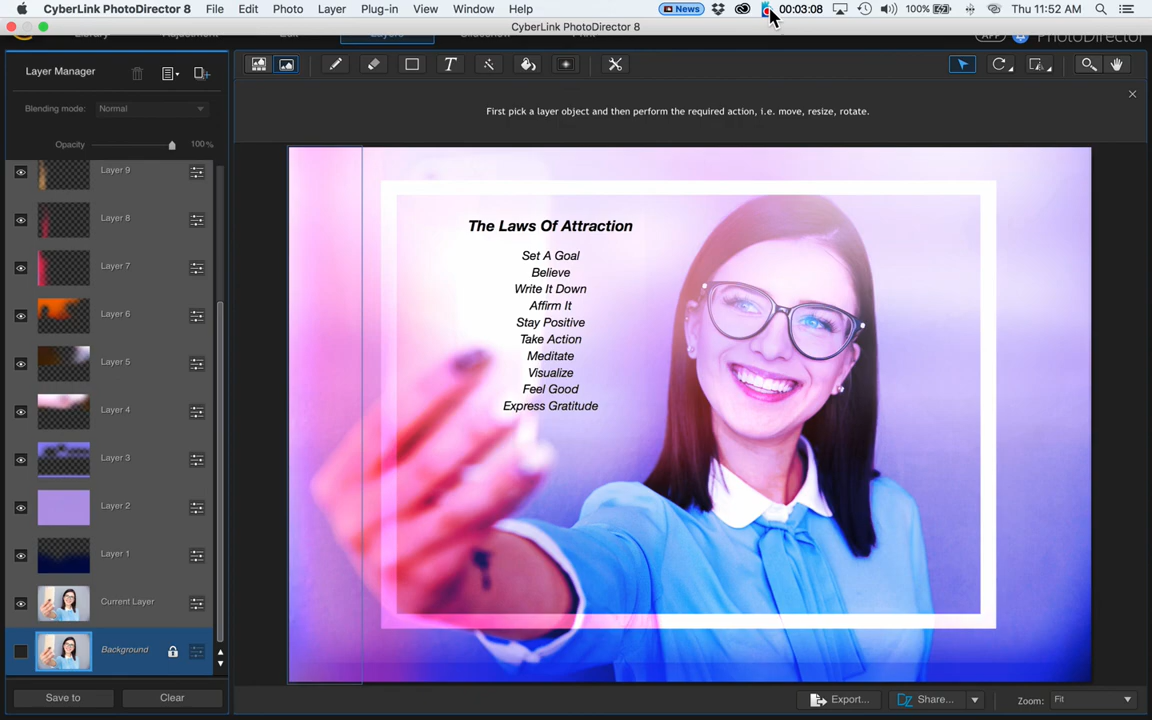 CyberLink PhotoDirector 8 File Edit Photo Layer Plug-in View Window Help News 00:03:08 100% Thu 11:52 AM
CyberLink PhotoDirector 8
Layer Manager
Blending mode: Normal
Opacity 100%
First pick a layer object and then perform the required action, i.e. move, resize, rotate.
Layer 9
Layer 8
Layer 7
Layer 6
Layer 5
Layer 4
Layer 3
Layer 2
Layer 1
Current Layer
Background
Save to Clear
The Laws Of Attraction
Set A Goal
Believe
Write It Down
Affirm It
Stay Positive
Take Action
Meditate
Visualize
Feel Good
Express Gratitude
Export... Share... Zoom: Fit